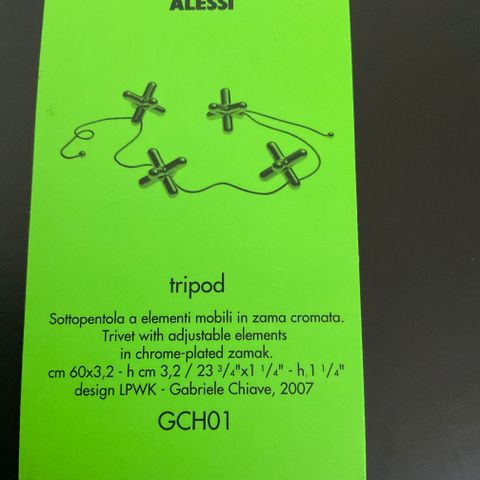 ALESSI
tripod
Sottopentola a elementi mobili in zama cromata.
Trivet with adjustable elements
in chrome-plated zamak.
cm 60x3,2 - h cm 3,2 / 23 3/4"x1 1/4" - h.1 1/4"
design LPWK - Gabriele Chiave, 2007
GCH01